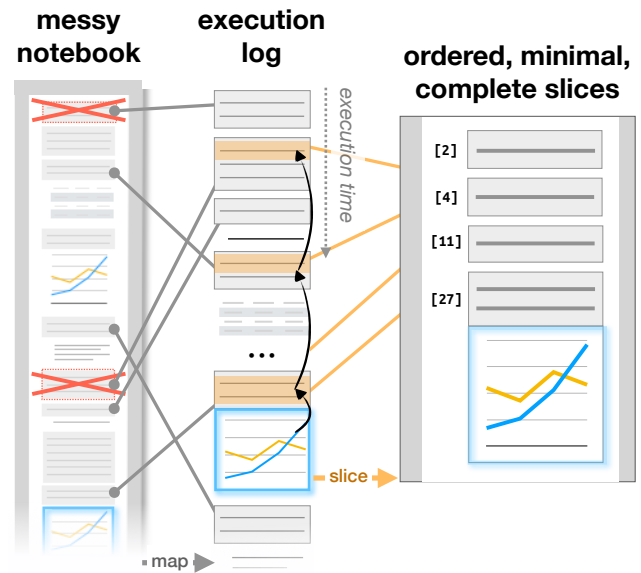 messy
notebook
execution
log
ordered, minimal,
complete slices
execution time
[2]
[4]
[11]
[27]
...
slice
map